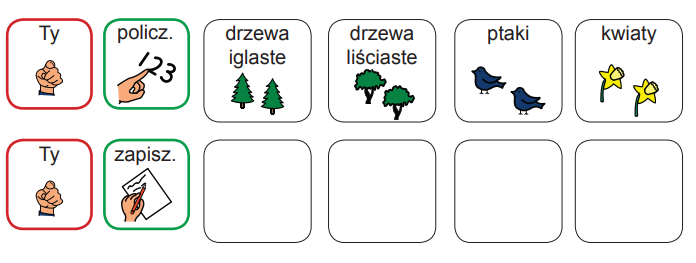 Ty
policz.
drzewa
iglaste
drzewa
liściaste
ptaki
kwiaty
123
Ty
zapisz.